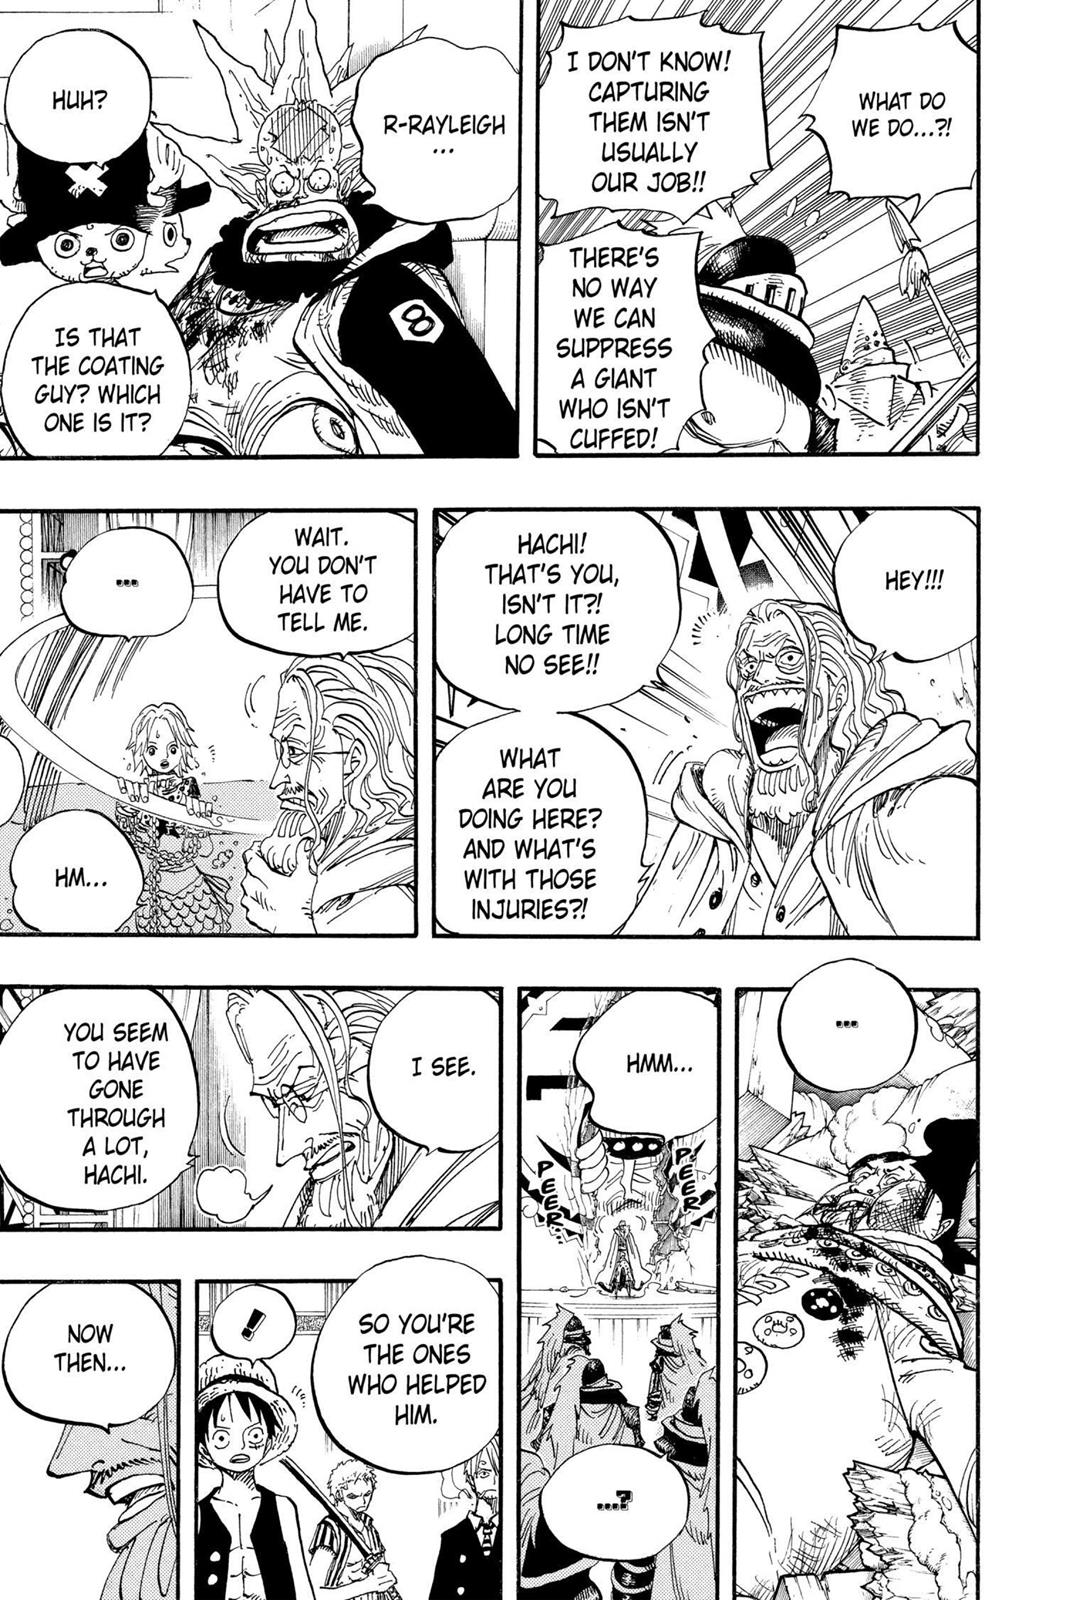 WHAT DO
WE DO...?!
I DON'T KNOW!
CAPTURING
THEM ISN'T
USUALLY
OUR JOB!!
THERE'S
NO WAY
WE CAN
SUPPRESS
A GIANT
WHO ISN'T
CUFFED!
R-RAYLEIGH
...
HUH?
IS THAT
THE COATING
GUY? WHICH
ONE IS IT?
8
HEY!!!
HACHI!
THAT'S YOU,
ISN'T IT?!
LONG TIME
NO SEE!!
WHAT
ARE YOU
DOING HERE?
AND WHAT'S
WITH THOSE
INJURIES?!
WAIT.
YOU DON'T
HAVE TO
TELL ME.
...
HM...
...
HMM...
PEER
PEER...
....?
I SEE.
YOU SEEM
TO HAVE
GONE
THROUGH
A LOT,
HACHI.
SO YOU'RE
THE ONES
WHO HELPED
HIM.
!
NOW
THEN...